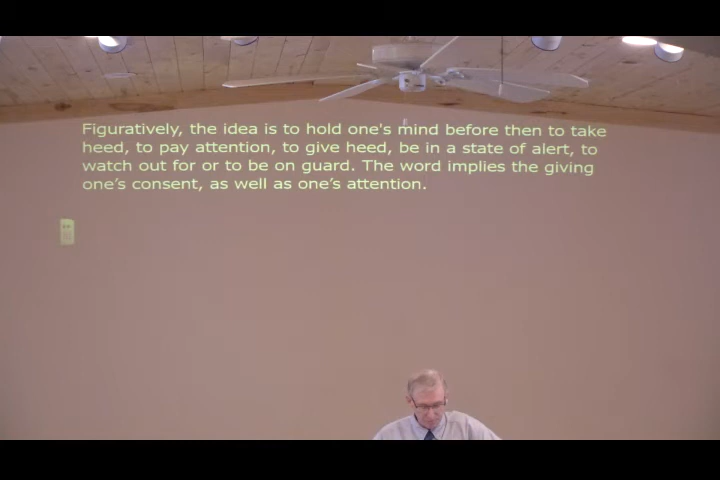 Figuratively, the idea is to hold one's mind before then to take
heed, to pay attention, to give heed, be in a state of alert, to
watch out for or to be on guard. The word implies the giving
one’s consent, as well as one’s attention.